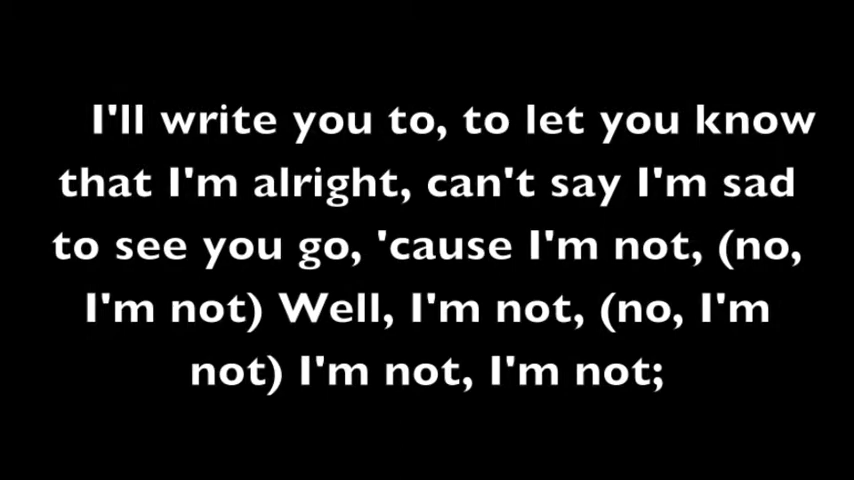 I'll write you to, to let you know
that I'm alright, can't say I'm sad
to see you go, 'cause I'm not, (no,
I'm not) Well, I'm not, (no, I'm
not) I'm not, I'm not;